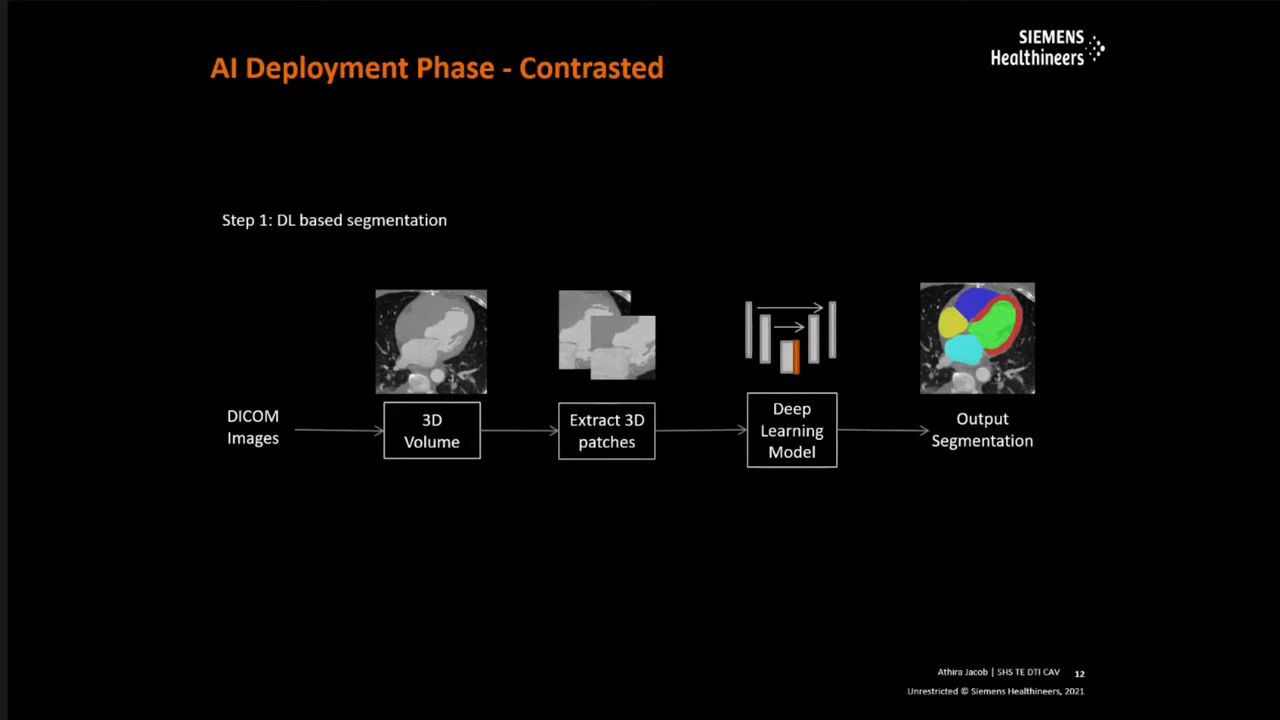 SIEMENS
Healthineers
AI Deployment Phase - Contrasted
Step 1: DL based segmentation
DICOM
Images
3D
Volume
Extract 3D
patches
Deep
Learning
Model
Output
Segmentation
Athira Jacob | SHS TE DTI CAV 12
Unrestricted © Siemens Healthineers, 2021